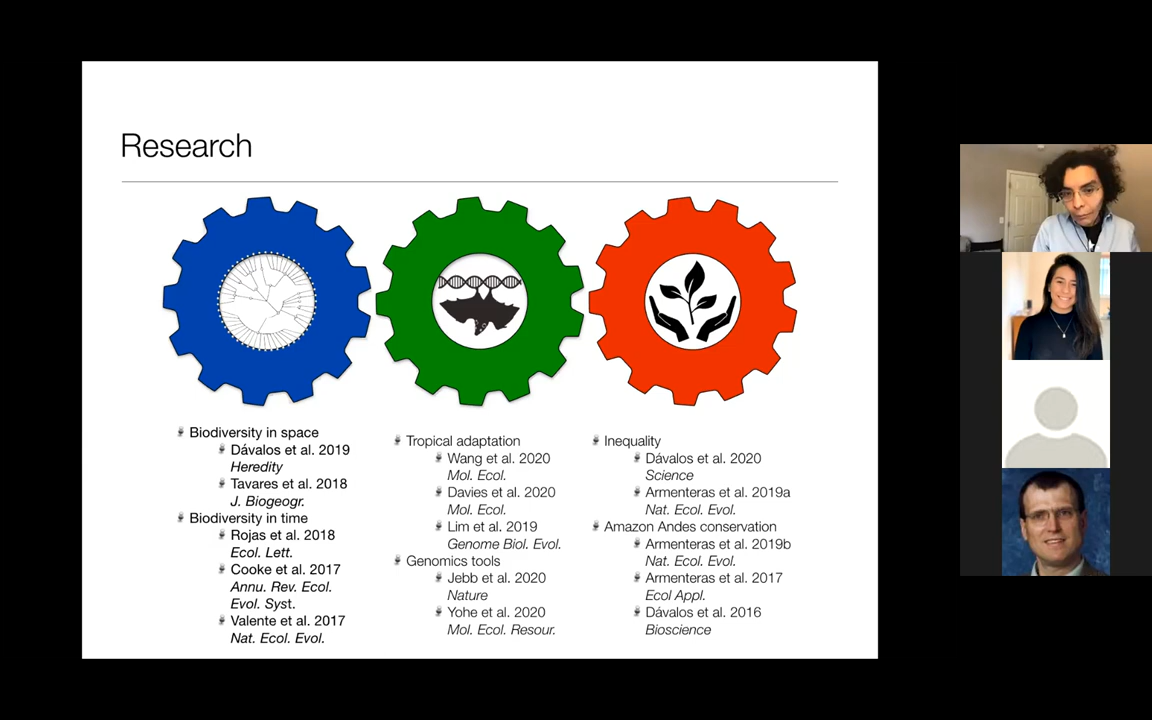 Research
Biodiversity in space
Dávalos et al. 2019
Heredity
Tavares et al. 2018
J. Biogeogr.
Biodiversity in time
Rojas et al. 2018
Ecol. Lett.
Cooke et al. 2017
Annu. Rev. Ecol.
Evol. Syst.
Valente et al. 2017
Nat. Ecol. Evol.
Tropical adaptation
Wang et al. 2020
Mol. Ecol.
Davies et al. 2020
Mol. Ecol.
Lim et al. 2019
Genome Biol. Evol.
Genomics tools
Jebb et al. 2020
Nature
Yohe et al. 2020
Mol. Ecol. Resour.
Inequality
Dávalos et al. 2020
Science
Armenteras et al. 2019a
Nat. Ecol. Evol.
Amazon Andes conservation
Armenteras et al. 2019b
Nat. Ecol. Evol.
Armenteras et al. 2017
Ecol Appl.
Dávalos et al. 2016
Bioscience